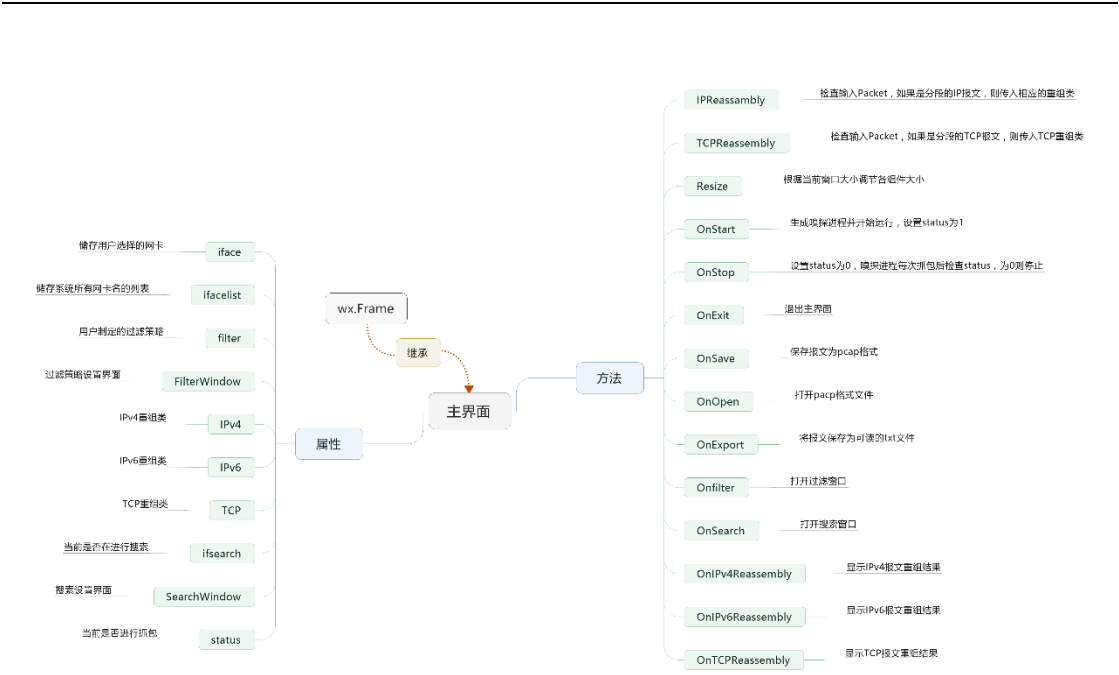 wx.Frame
继承
主界面
属性
储存用户选择的网卡 iface
储存系统所有网卡名的列表 ifacelist
用户制定的过滤策略 filter
过滤策略设置界面 FilterWindow
IPv4重组类 IPv4
IPv6重组类 IPv6
TCP重组类 TCP
当前是否在进行搜索 ifsearch
搜索设置界面 SearchWindow
当前是否进行抓包 status
方法
IPReassambly 检查输入Packet，如果是分段的IP报文，则传入相应的重组类
TCPReassembly 检查输入Packet，如果是分段的TCP报文，则传入TCP重组类
Resize 根据当前窗口大小调节各组件大小
OnStart 生成嗅探进程并开始运行，设置status为1
OnStop 设置status为0，嗅探进程每次抓包后检查status，为0则停止
OnExit 退出主界面
OnSave 保存报文为pcap格式
OnOpen 打开pacp格式文件
OnExport 将报文保存为可读的txt文件
Onfilter 打开过滤窗口
OnSearch 打开搜索窗口
OnIPv4Reassembly 显示IPv4报文重组结果
OnIPv6Reassembly 显示IPv6报文重组结果
OnTCPReassembly 显示TCP报文重组结果